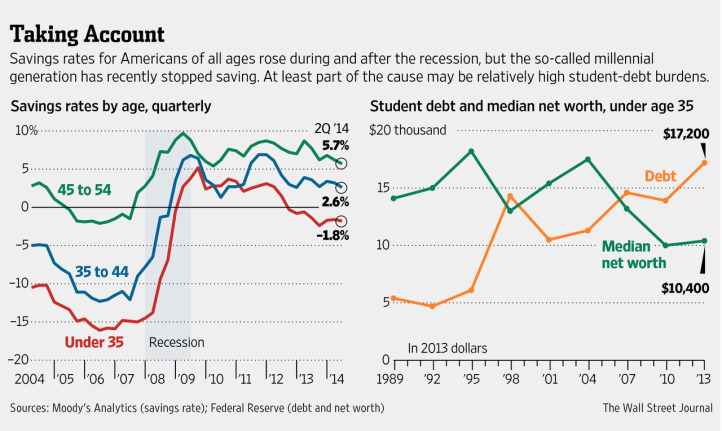 Taking Account
Savings rates for Americans of all ages rose during and after the recession, but the so-called millennial
generation has recently stopped saving. At least part of the cause may be relatively high student-debt burdens.
Savings rates by age, quarterly
10%
5
0
−5
−10
−15
−20
2Q ’14
5.7%
2.6%
–1.8%
45 to 54
35 to 44
Under 35
Recession
2004 ’05 ’06 ’07 ’08 ’09 ’10 ’11 ’12 ’13 ’14
Student debt and median net worth, under age 35
$20 thousand
15
10
5
0
$17,200
Debt
Median
net worth
$10,400
In 2013 dollars
1989 ’92 ’95 ’98 ’01 ’04 ’07 ’10 ’13
Sources: Moody’s Analytics (savings rate); Federal Reserve (debt and net worth)
The Wall Street Journal